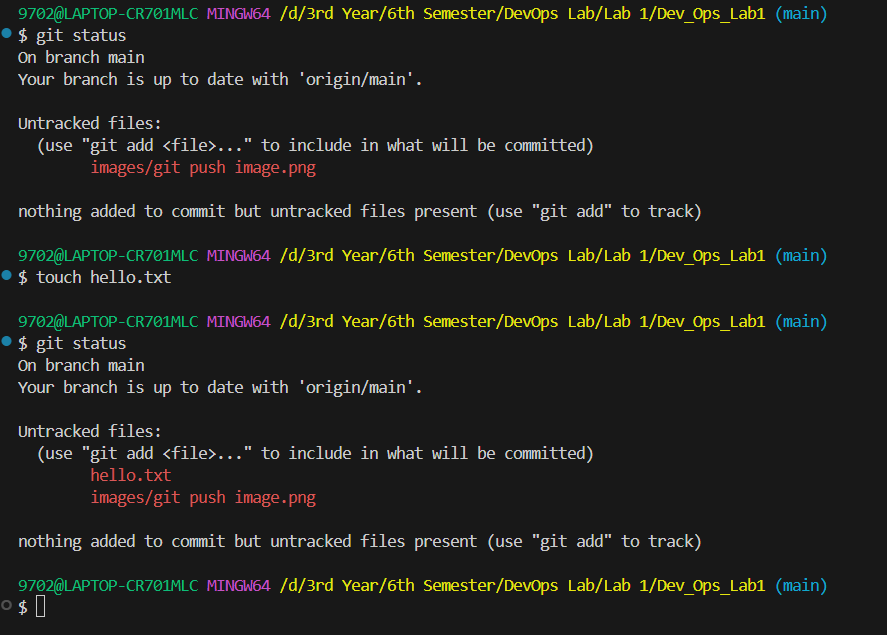 9702@LAPTOP-CR701MLC MINGW64 /d/3rd Year/6th Semester/DevOps Lab/Lab 1/Dev_Ops_Lab1 (main)
$ git status
On branch main
Your branch is up to date with 'origin/main'.
Untracked files:
  (use "git add <file>..." to include in what will be committed)
        images/git push image.png
nothing added to commit but untracked files present (use "git add" to track)
9702@LAPTOP-CR701MLC MINGW64 /d/3rd Year/6th Semester/DevOps Lab/Lab 1/Dev_Ops_Lab1 (main)
$ touch hello.txt
9702@LAPTOP-CR701MLC MINGW64 /d/3rd Year/6th Semester/DevOps Lab/Lab 1/Dev_Ops_Lab1 (main)
$ git status
On branch main
Your branch is up to date with 'origin/main'.
Untracked files:
  (use "git add <file>..." to include in what will be committed)
        hello.txt
        images/git push image.png
nothing added to commit but untracked files present (use "git add" to track)
9702@LAPTOP-CR701MLC MINGW64 /d/3rd Year/6th Semester/DevOps Lab/Lab 1/Dev_Ops_Lab1 (main)
$